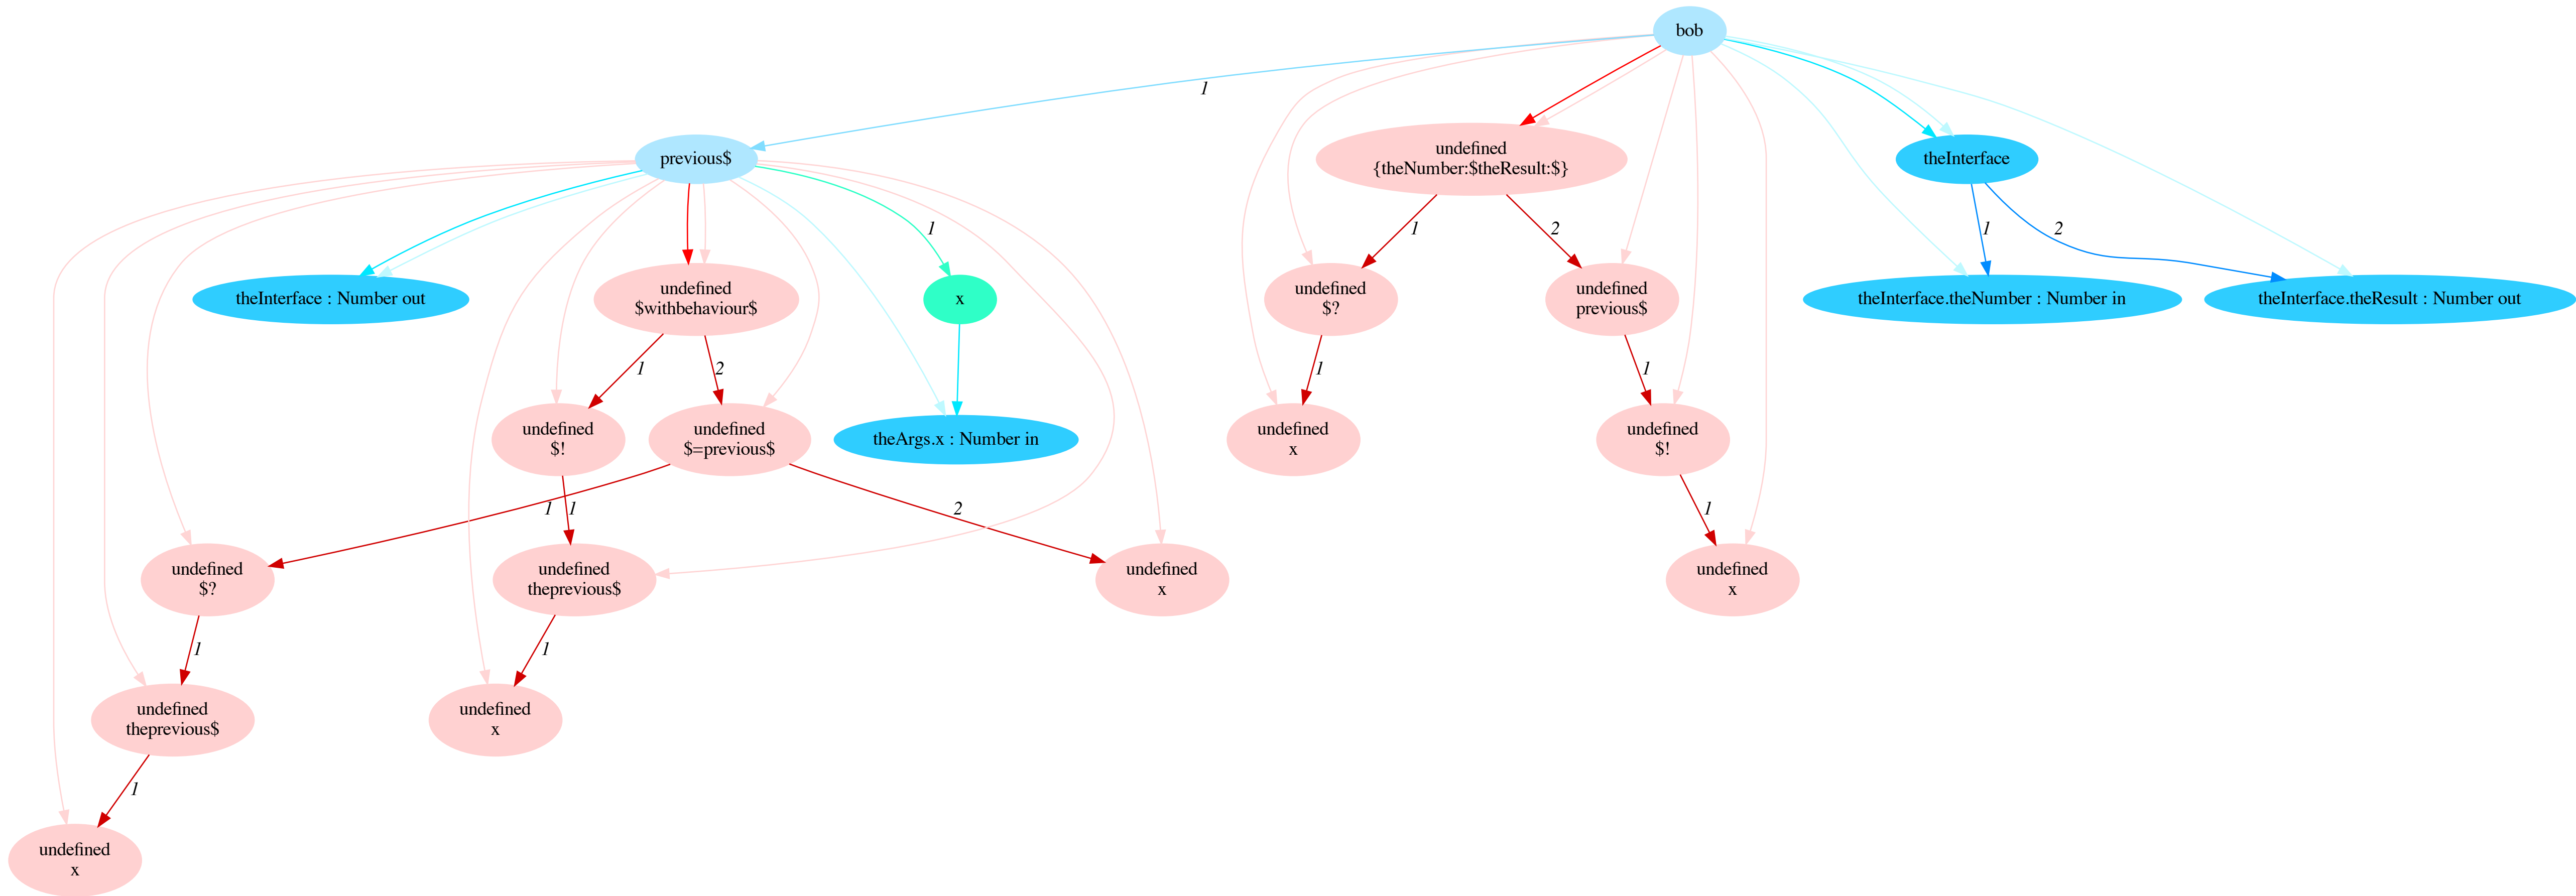 bob
1
previous$
undefined
{theNumber:$theResult:$}
theInterface
1
1
2
1
2
theInterface : Number out
undefined
$withbehaviour$
x
undefined
$?
undefined
previous$
theInterface.theNumber : Number in
theInterface.theResult : Number out
1
2
1
1
undefined
$!
undefined
$=previous$
theArgs.x : Number in
undefined
x
undefined
$!
1
1
2
1
undefined
$?
undefined
theprevious$
undefined
x
undefined
x
1
1
undefined
theprevious$
undefined
x
1
undefined
x